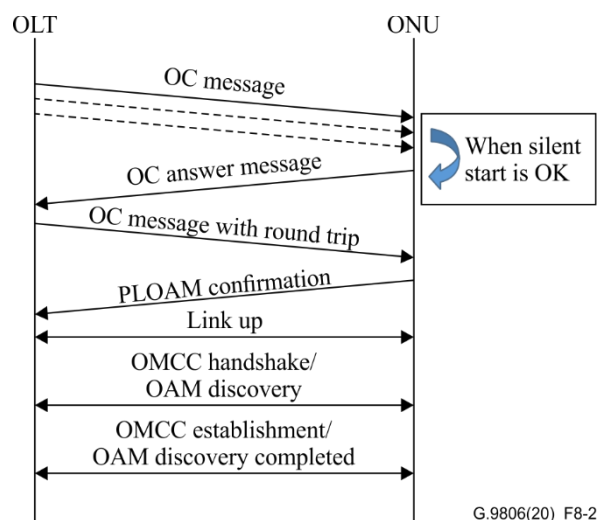 OLT
ONU
OC message
When silent
start is OK
OC answer message
OC message with round trip
PLOAM confirmation
Link up
OMCC handshake/
OAM discovery
OMCC establishment/
OAM discovery completed
G.9806(20)_F8-2